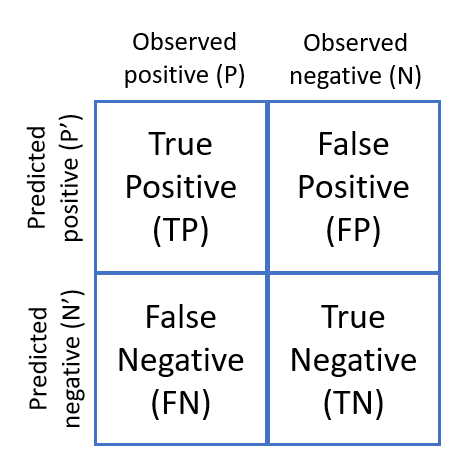 Observed
positive (P)
Observed
negative (N)
Predicted
positive (P’)
True
Positive
(TP)
False
Positive
(FP)
Predicted
negative (N’)
False
Negative
(FN)
True
Negative
(TN)